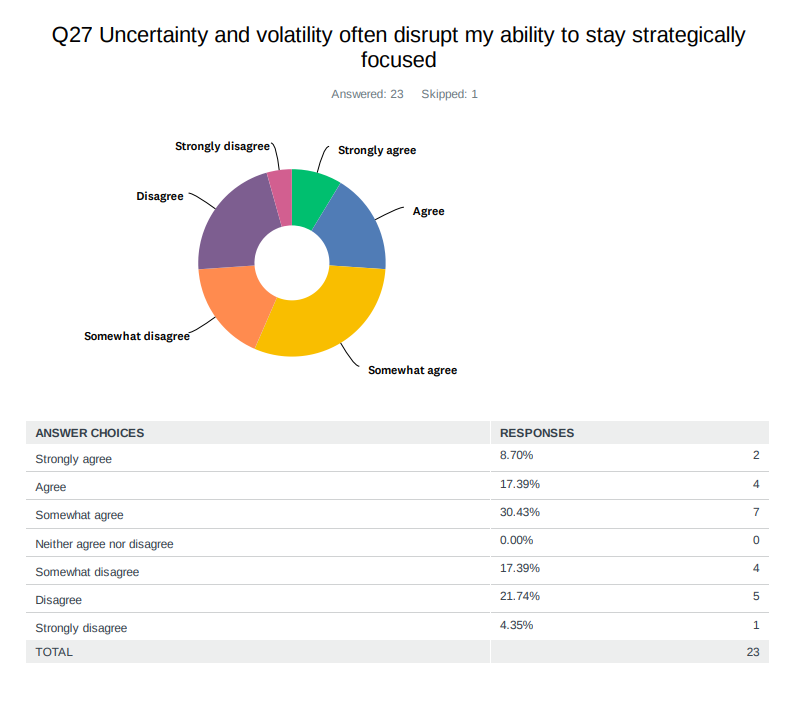 Q27 Uncertainty and volatility often disrupt my ability to stay strategically
focused
Answered: 23 Skipped: 1
Strongly disagree
Strongly agree
Disagree
Agree
Somewhat disagree
Somewhat agree
ANSWER CHOICES RESPONSES
Strongly agree 8.70% 2
Agree 17.39% 4
Somewhat agree 30.43% 7
Neither agree nor disagree 0.00% 0
Somewhat disagree 17.39% 4
Disagree 21.74% 5
Strongly disagree 4.35% 1
TOTAL 23